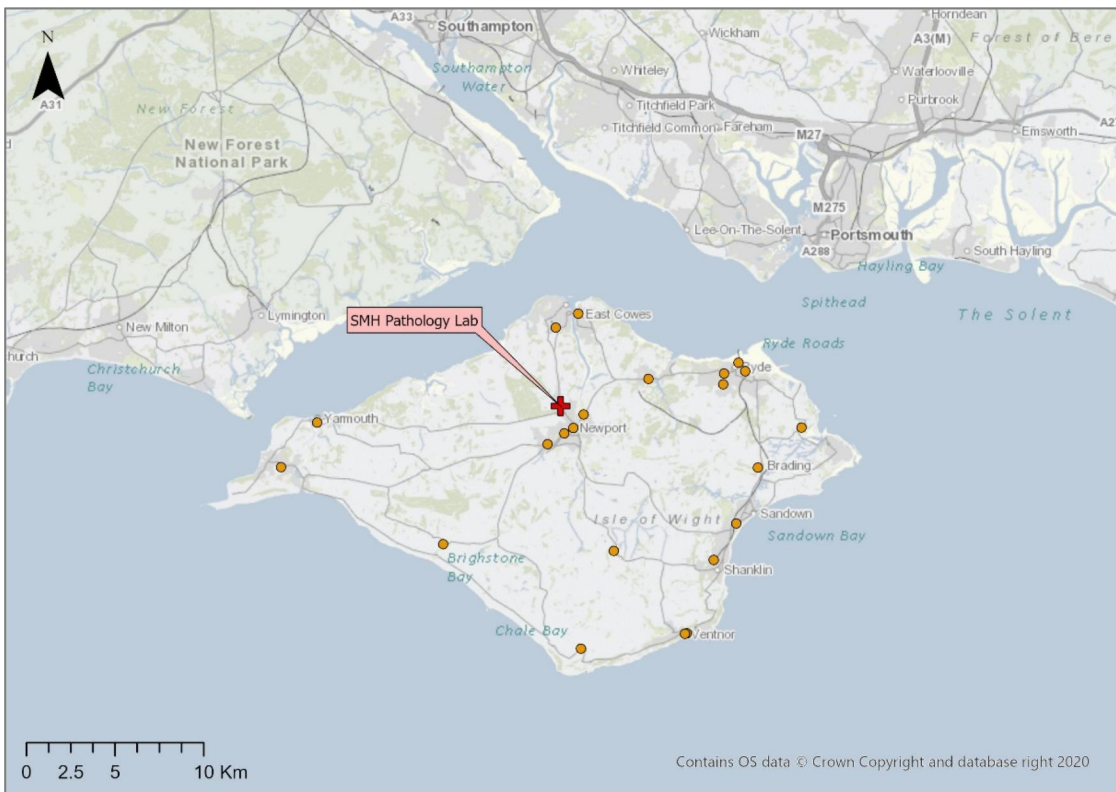 A33
Southampton
Horndean
A3(M)
Forest of Bere
Wickham
N
Southampton
Water
Whiteley
Waterlooville
A31
New Forest
Titchfield Park
Purbrook
Titchfield Common
Fareham
M27
Emsworth
New Forest
National Park
M275
Lee-On-The-Solent
Portsmouth
A288
South Hayling
Hayling Bay
Spithead
Lymington
SMH Pathology Lab
East Cowes
The Solent
New Milton
Ryde Roads
Christchurch
Bay
Yarmouth
Newport
Brading
Isle of Wight
Sandown
Sandown Bay
Brighstone
Bay
Shanklin
Chale Bay
Ventnor
0 2.5 5 10 Km
Contains OS data © Crown Copyright and database right 2020